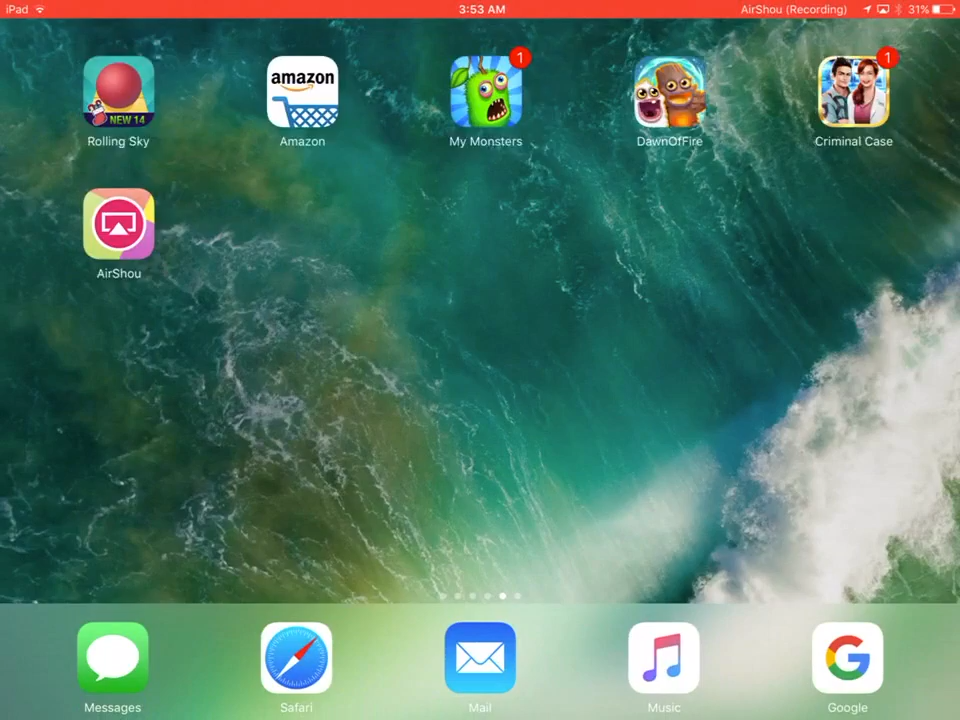 iPad 3:53 AM AirShou (Recording) 31%
1 1
amazon
NEW 14
Rolling Sky Amazon My Monsters DawnOfFire Criminal Case
AirShou
Messages Safari Mail Music Google